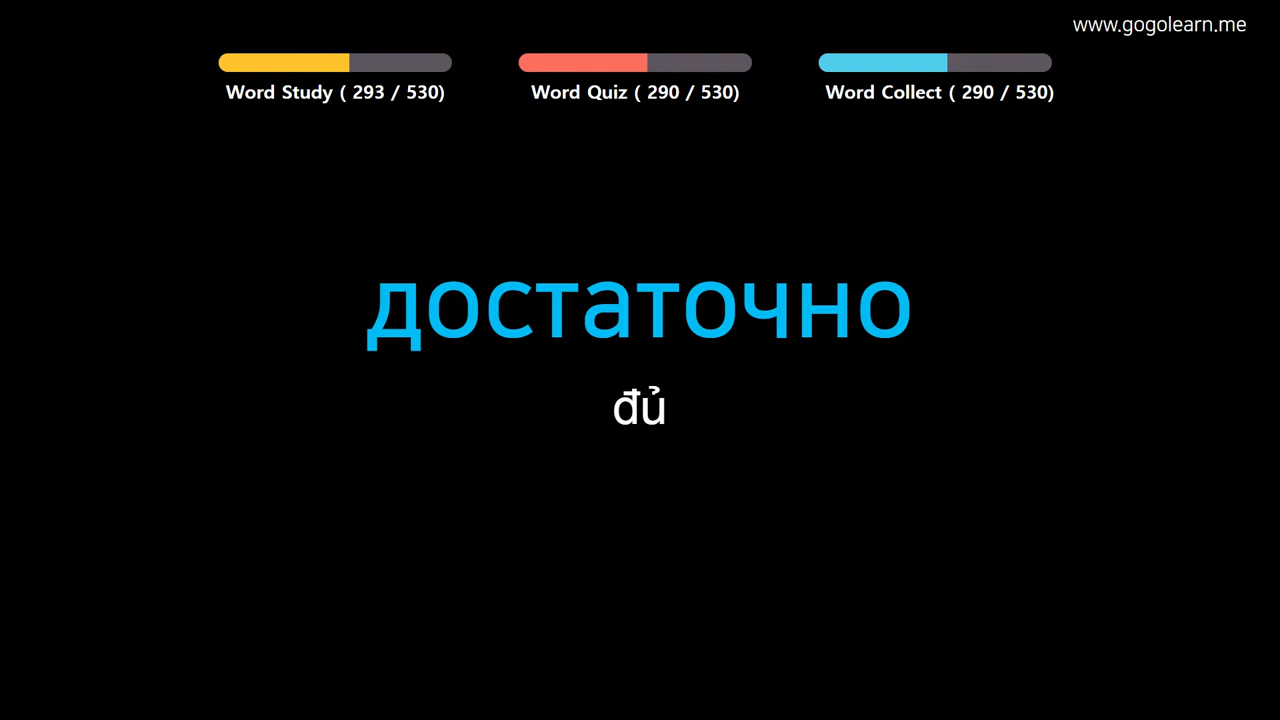 www.gogolearn.me
Word Study ( 293 / 530)
Word Quiz ( 290 / 530)
Word Collect ( 290 / 530)
достаточно
đủ